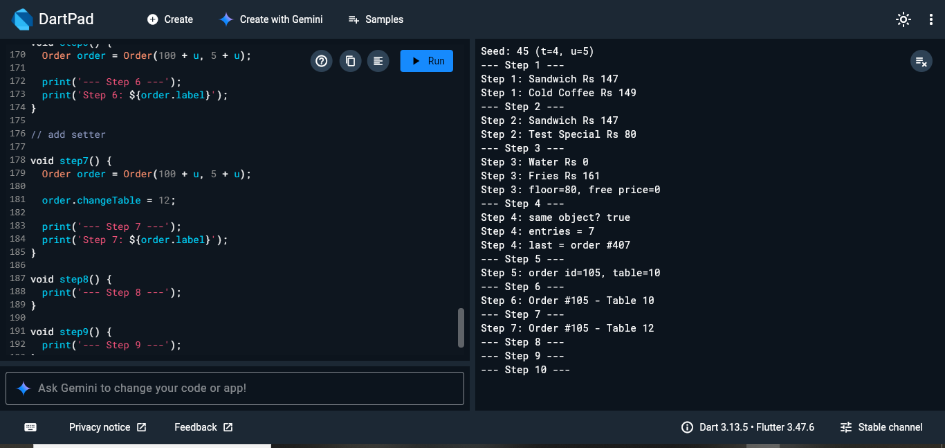 DartPad
Create
Create with Gemini
Samples
170 Order order = Order(100 + u, 5 + u);
171
172 print('--- Step 6 ---');
173 print('Step 6: ${order.label}');
174 }
175
176 // add setter
177
178 void step7() {
179 Order order = Order(100 + u, 5 + u);
180
181 order.changeTable = 12;
182
183 print('--- Step 7 ---');
184 print('Step 7: ${order.label}');
185 }
186
187 void step8() {
188 print('--- Step 8 ---');
189 }
190
191 void step9() {
192 print('--- Step 9 ---');
Run
Seed: 45 (t=4, u=5)
--- Step 1 ---
Step 1: Sandwich Rs 147
Step 1: Cold Coffee Rs 149
--- Step 2 ---
Step 2: Sandwich Rs 147
Step 2: Test Special Rs 80
--- Step 3 ---
Step 3: Water Rs 0
Step 3: Fries Rs 161
Step 3: floor=80, free price=0
--- Step 4 ---
Step 4: same object? true
Step 4: entries = 7
Step 4: last = order #407
--- Step 5 ---
Step 5: order id=105, table=10
--- Step 6 ---
Step 6: Order #105 - Table 10
--- Step 7 ---
Step 7: Order #105 - Table 12
--- Step 8 ---
--- Step 9 ---
--- Step 10 ---
Ask Gemini to change your code or app!
Privacy notice
Feedback
Dart 3.13.5 • Flutter 3.47.6
Stable channel